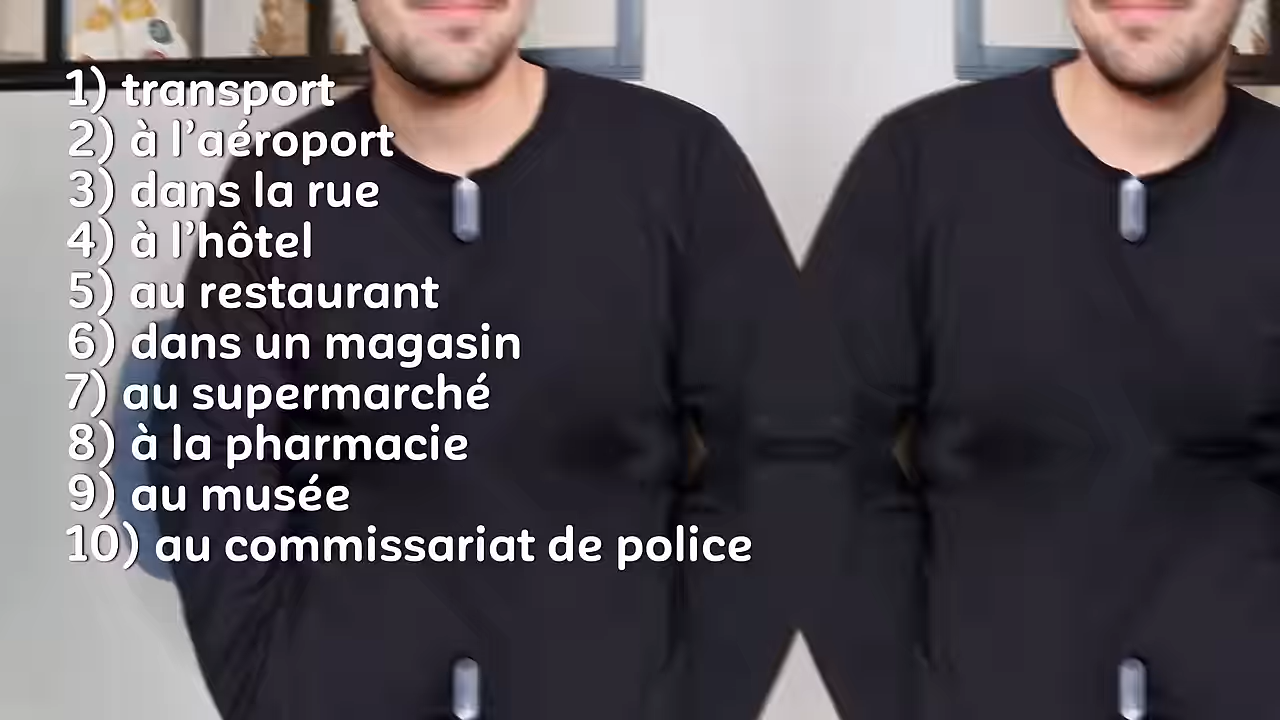 1) transport
2) à l’aéroport
3) dans la rue
4) à l’hôtel
5) au restaurant
6) dans un magasin
7) au supermarché
8) à la pharmacie
9) au musée
10) au commissariat de police